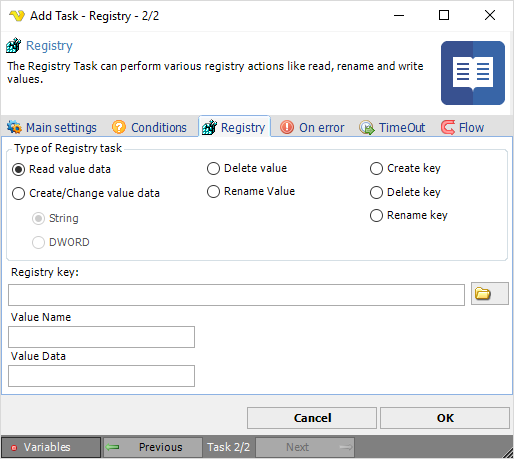 Add Task - Registry - 2/2
Registry
The Registry Task can perform various registry actions like read, rename and write
values.
Main settings Conditions Registry On error TimeOut Flow
Type of Registry task
Read value data Delete value Create key
Create/Change value data Rename Value Delete key
String Rename key
DWORD
Registry key:
Value Name
Value Data
Cancel OK
Variables Previous Task 2/2 Next